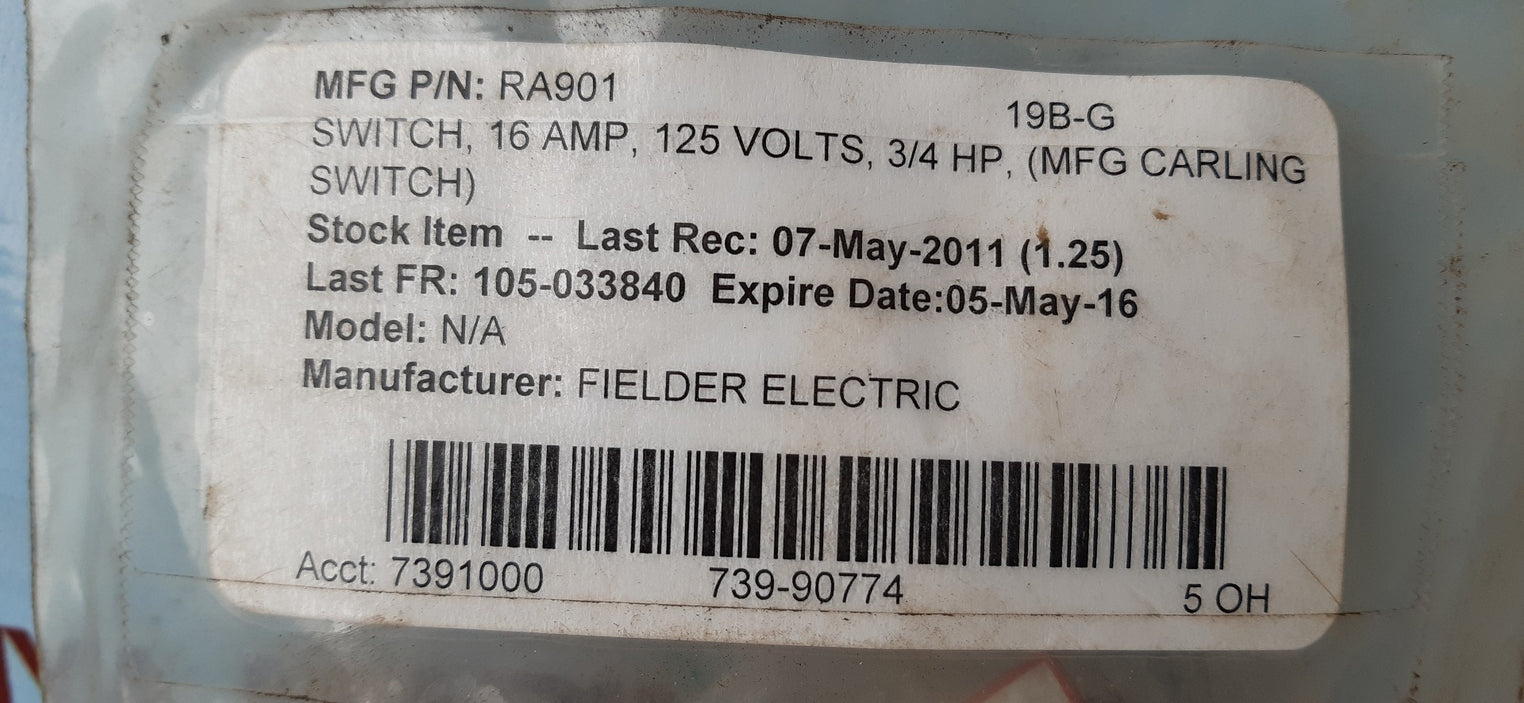 MFG P/N: RA901
19B-G
SWITCH, 16 AMP, 125 VOLTS, 3/4 HP, (MFG CARLING
SWITCH)
Stock Item -- Last Rec: 07-May-2011 (1.25)
Last FR: 105-033840 Expire Date:05-May-16
Model: N/A
Manufacturer: FIELDER ELECTRIC
Acct: 7391000 739-90774 5 OH